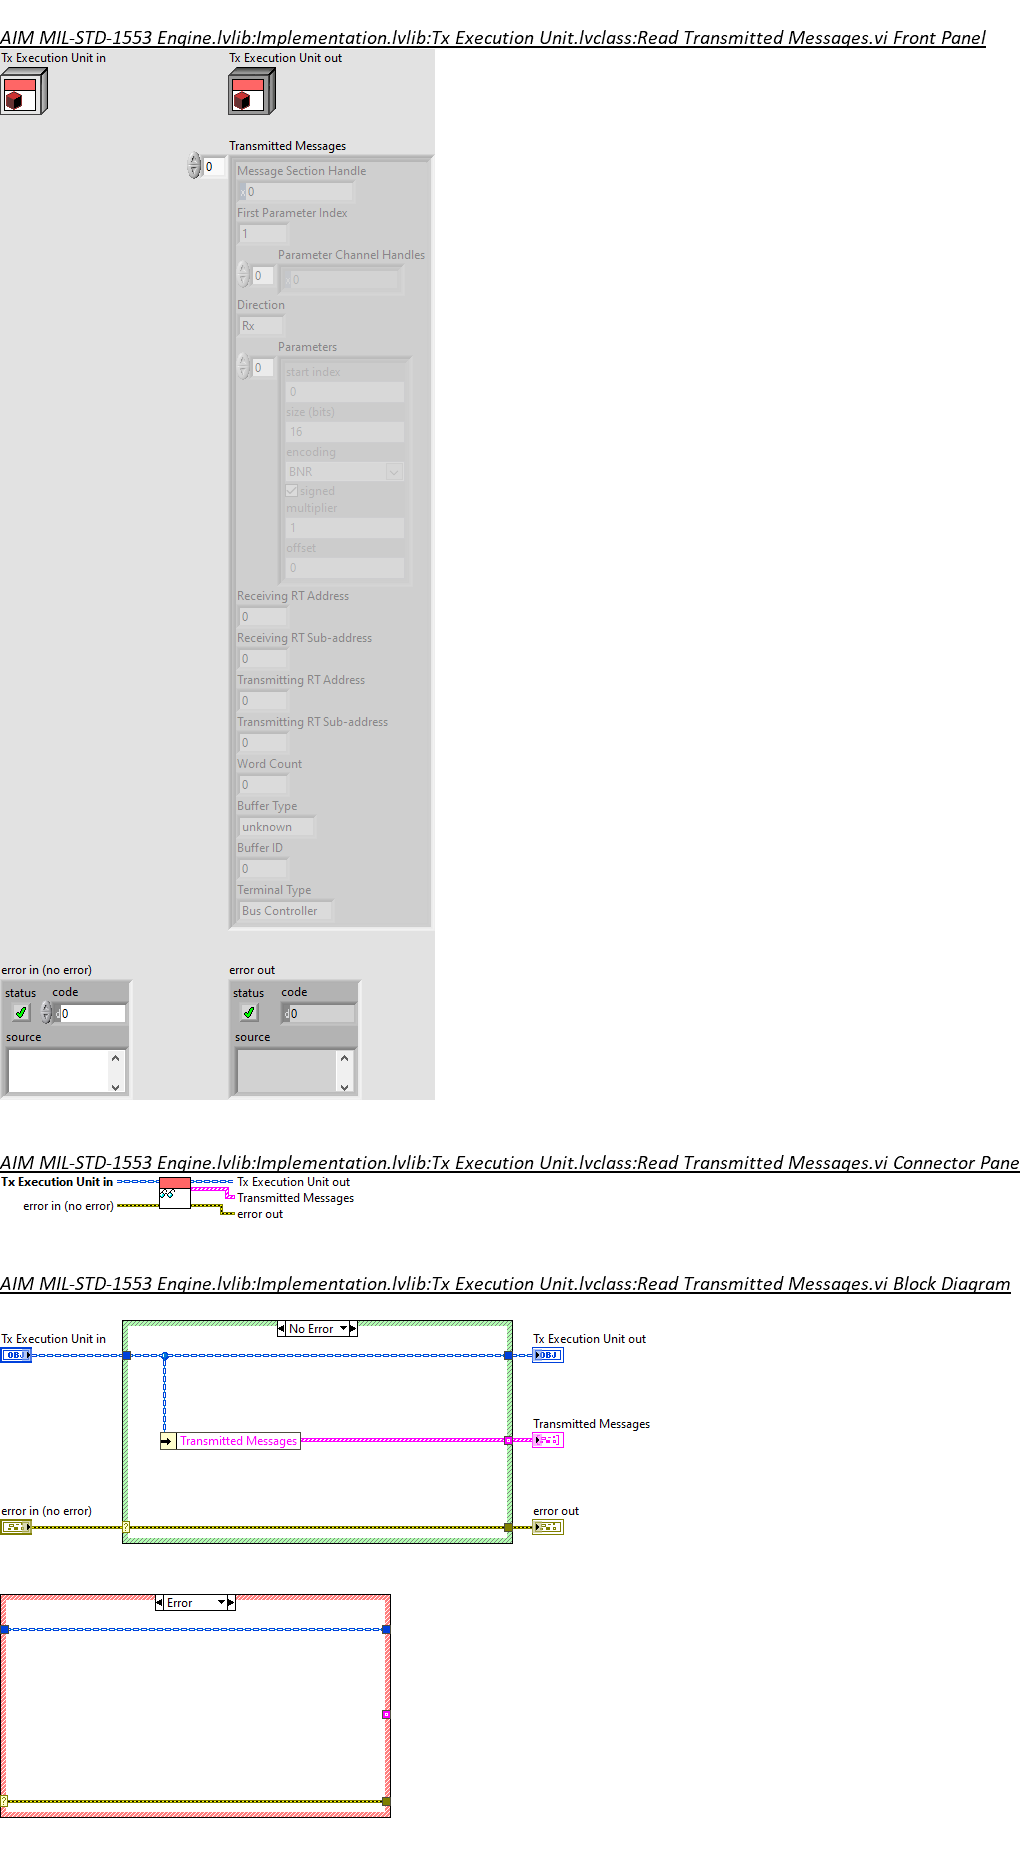 AIM MIL-STD-1553 Engine.lvlib:Implementation.lvlib:Tx Execution Unit.lvclass:Read Transmitted Messages.vi Front Panel
Tx Execution Unit in
Tx Execution Unit out
Transmitted Messages
0
Message Section Handle
x 0
First Parameter Index
1
Parameter Channel Handles
0
0
Direction
Rx
Parameters
0
start index
0
size (bits)
16
encoding
BNR
signed
multiplier
1
offset
0
Receiving RT Address
0
Receiving RT Sub-address
0
Transmitting RT Address
0
Transmitting RT Sub-address
0
Word Count
0
Buffer Type
unknown
Buffer ID
0
Terminal Type
Bus Controller
error in (no error)
status code
d 0
source
error out
status code
d 0
source
AIM MIL-STD-1553 Engine.lvlib:Implementation.lvlib:Tx Execution Unit.lvclass:Read Transmitted Messages.vi Connector Pane
Tx Execution Unit in
Tx Execution Unit out
Transmitted Messages
error in (no error)
error out
AIM MIL-STD-1553 Engine.lvlib:Implementation.lvlib:Tx Execution Unit.lvclass:Read Transmitted Messages.vi Block Diagram
No Error
Tx Execution Unit in
OBJ
Tx Execution Unit out
OBJ
Transmitted Messages
Transmitted Messages
error in (no error)
?
error out
Error
?